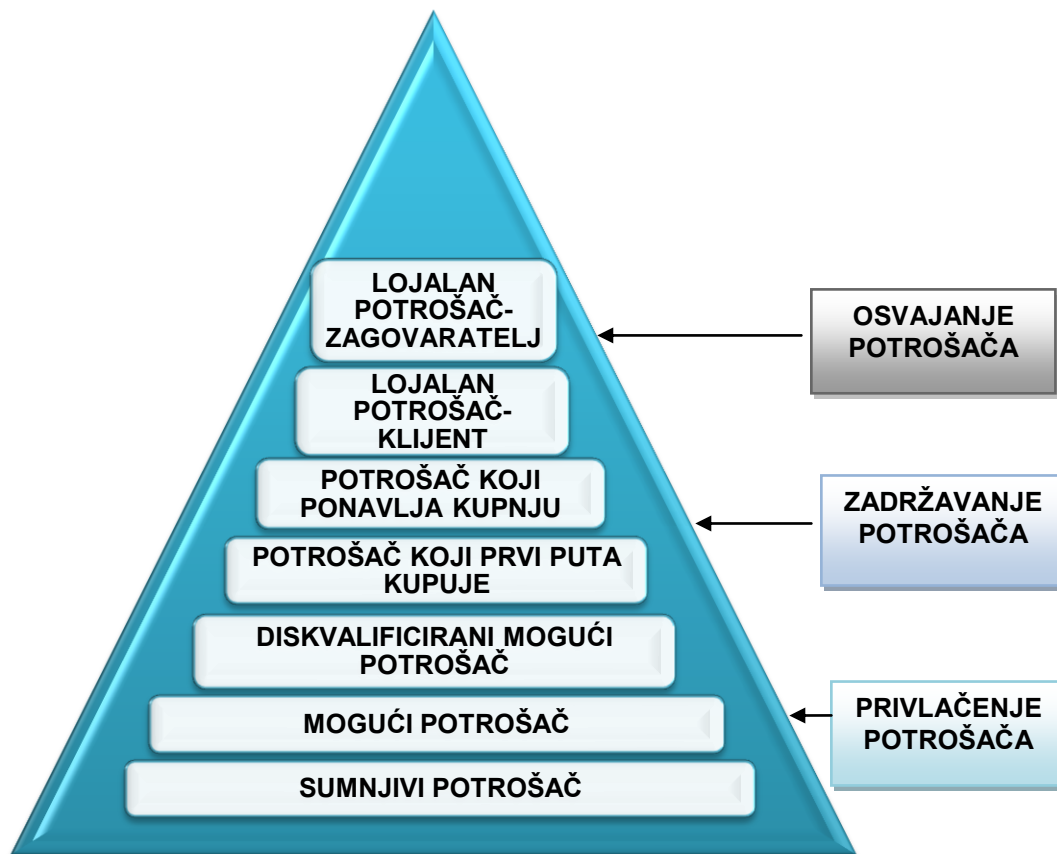 LOJALAN
POTROŠAČ-
ZAGOVARATELJ
OSVAJANJE
POTROŠAČA
LOJALAN
POTROŠAČ-
KLIJENT
POTROŠAČ KOJI
PONAVLJA KUPNJU
ZADRŽAVANJE
POTROŠAČA
POTROŠAČ KOJI PRVI PUTA
KUPUJE
DISKVALIFICIRANI MOGUĆI
POTROŠAČ
MOGUĆI POTROŠAČ
PRIVLAČENJE
POTROŠAČA
SUMNJIVI POTROŠAČ